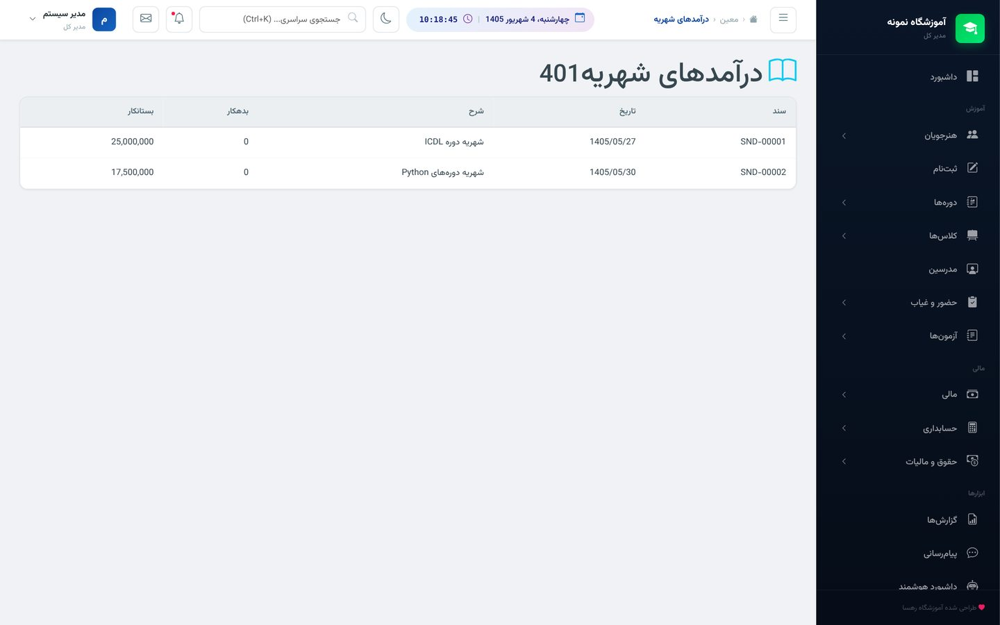 آموزشگاه نمونه
مدیر کل
داشبورد
آموزش
هنرجویان
ثبت‌نام
دوره‌ها
کلاس‌ها
مدرسین
حضور و غیاب
آزمون‌ها
مالی
مالی
حسابداری
حقوق و مالیات
ابزارها
گزارش‌ها
پیام‌رسانی
داشبورد هوشمند
طراحی شده آموزشگاه رهسا
معین ‹ درآمدهای شهریه
چهارشنبه، 4 شهریور 1405 | 10:18:45
جستجوی سراسری... (Ctrl+K)
م
مدیر سیستم
مدیر کل
درآمدهای شهریه401
سند تاریخ شرح بدهکار بستانکار
SND-00001 1405/05/27 شهریه دوره ICDL 0 25,000,000
SND-00002 1405/05/30 شهریه دوره‌های Python 0 17,500,000